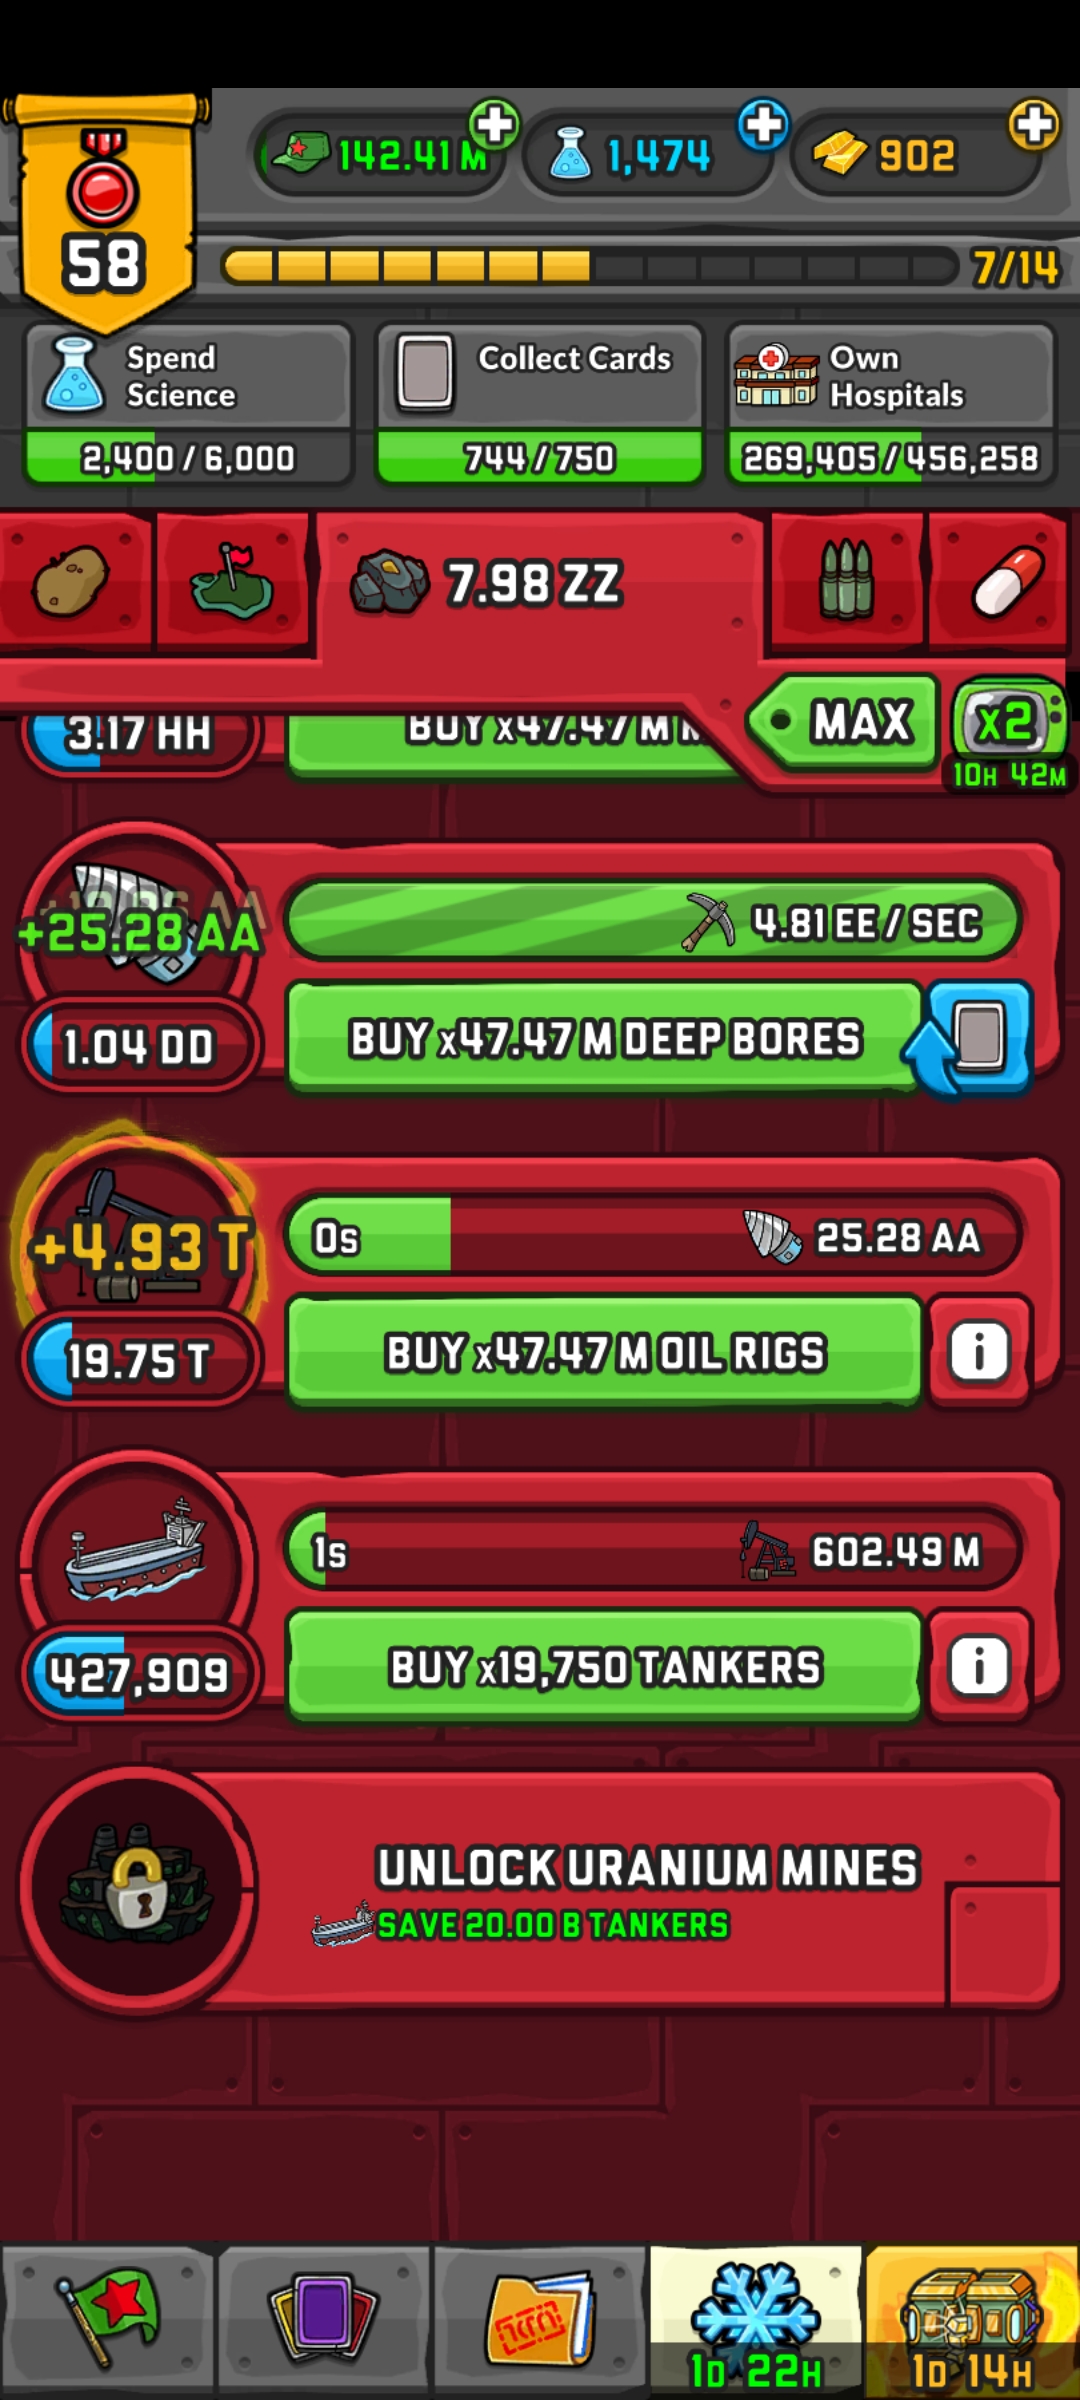 142.41 M
1,474
902
58
7/14
Spend
Science
2,400 / 6,000
Collect Cards
744 / 750
Own
Hospitals
269,405 / 456,258
7.98 ZZ
MAX
x2
10H 42M
3.17 HH
BUY x47.47 M
+25.28 AA
4.81 EE / SEC
1.04 DD
BUY x47.47 M DEEP BORES
+4.93 T
0s
25.28 AA
19.75 T
BUY x47.47 M OIL RIGS
i
1s
602.49 M
427,909
BUY x19,750 TANKERS
i
UNLOCK URANIUM MINES
SAVE 20.00 B TANKERS
1D 22H
1D 14H